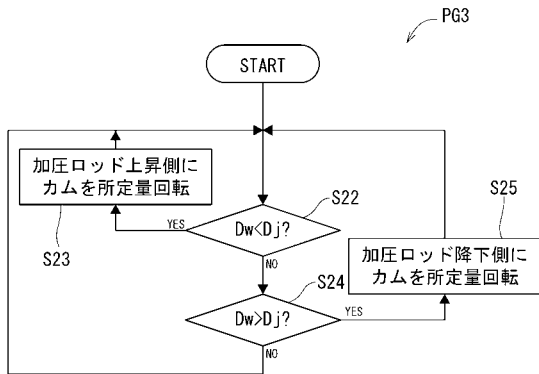 PG3
START
加圧ロッド上昇側に
カムを所定量回転
S23
YES
Dw<Dj?
S22
NO
S25
加圧ロッド降下側に
カムを所定量回転
S24
Dw>Dj?
YES
NO